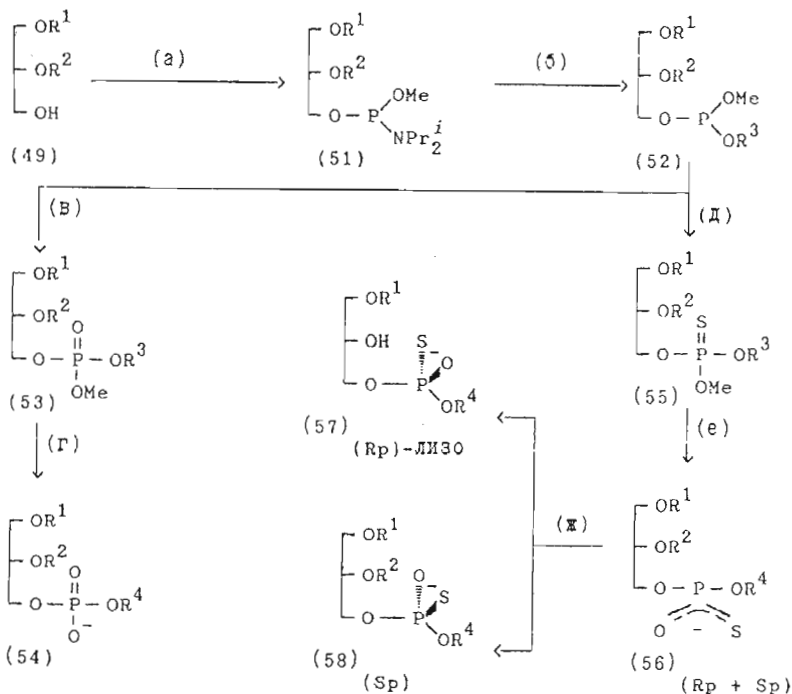 OR¹
OR²
OH
(49)
(а)
OR¹
OR²
OMe
O — P
NPrⁱ₂
(51)
(б)
OR¹
OR²
OMe
O — P
OR³
(52)
(в)
(д)
OR¹
OR²
O
O — P — OR³
OMe
(53)
(г)
OR¹
OH
S
−
O
O
P
OR⁴
(57)
(Rp)-ЛИЗО
OR¹
OR²
S
O — P — OR³
OMe
(55)
(е)
OR¹
OR²
O
O — P — OR⁴
O⁻
(54)
OR¹
OR²
O
−
S
O
P
OR⁴
(58)
(Sp)
(ж)
OR¹
OR²
O — P — OR⁴
O − S
(56)
(Rp + Sp)